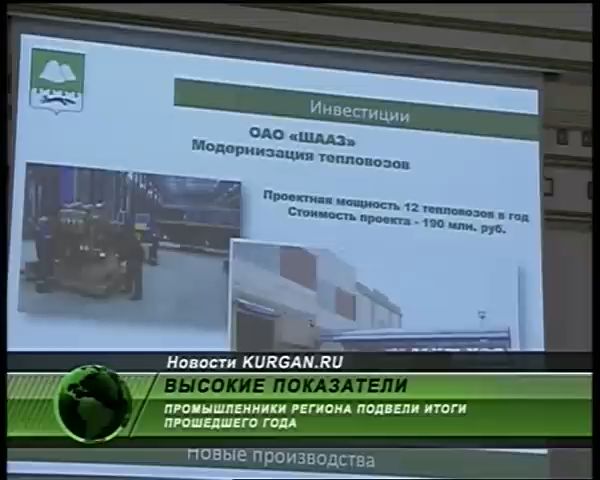 Инвестиции
ОАО «ШААЗ»
Модернизация тепловозов
Проектная мощность 12 тепловозов в год
Стоимость проекта - 190 млн. руб.
Новости KURGAN.RU
ВЫСОКИЕ ПОКАЗАТЕЛИ
ПРОМЫШЛЕННИКИ РЕГИОНА ПОДВЕЛИ ИТОГИ
ПРОШЕДШЕГО ГОДА
Новые производства